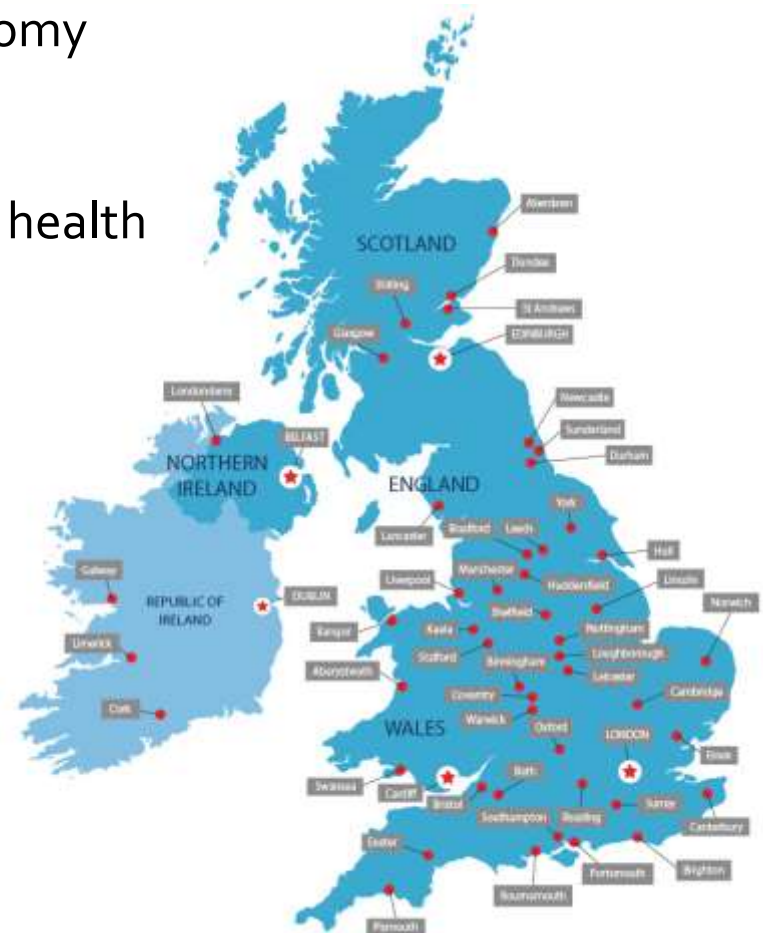 omy
health
SCOTLAND
Aberdeen
Dundee
Stirling
St Andrews
Glasgow
EDINBURGH
Newcastle
Londonderry
Sunderland
BELFAST
Durham
NORTHERN
IRELAND
ENGLAND
York
Lancaster
Bradford
Leeds
Hull
Manchester
Galway
Liverpool
Huddersfield
Lincoln
DUBLIN
REPUBLIC OF
IRELAND
Norwich
Bangor
Sheffield
Keele
Nottingham
Limerick
Stafford
Loughborough
Birmingham
Aberystwyth
Leicester
Coventry
Cambridge
Cork
Warwick
WALES
Oxford
LONDON
Essex
Swansea
Cardiff
Bath
Bristol
Surrey
Southampton
Reading
Canterbury
Exeter
Brighton
Portsmouth
Bournemouth
Plymouth